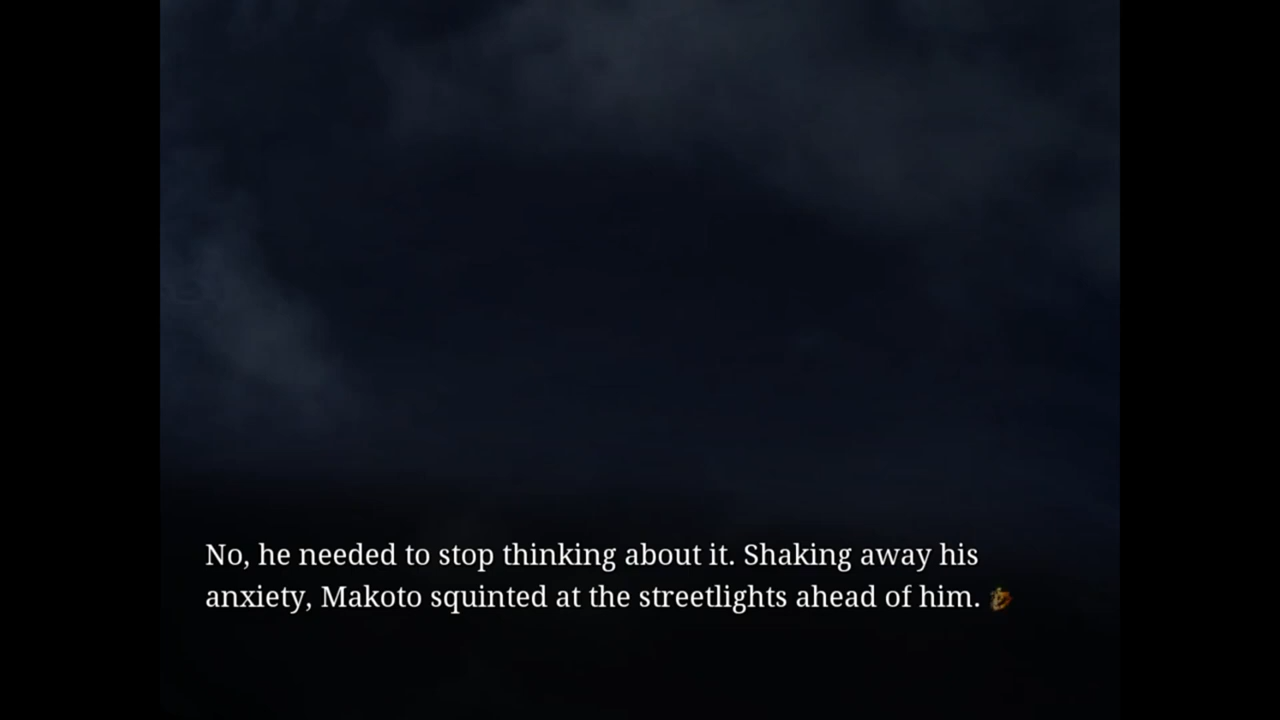 No, he needed to stop thinking about it. Shaking away his
anxiety, Makoto squinted at the streetlights ahead of him.